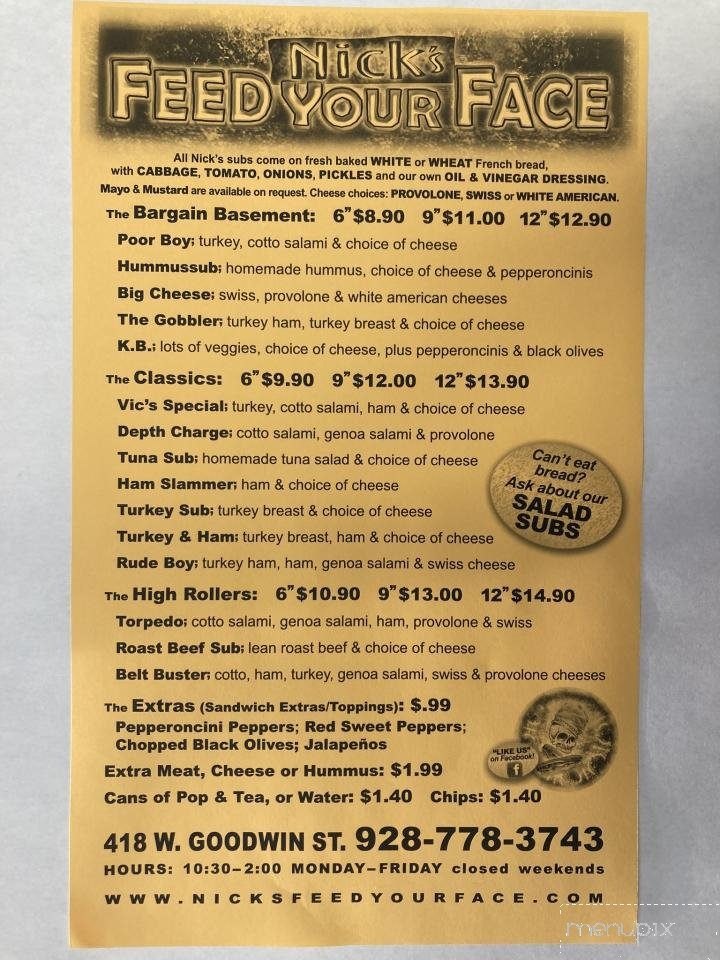 Nick's
FEED YOUR FACE
All Nick's subs come on fresh baked WHITE or WHEAT French bread,
with CABBAGE, TOMATO, ONIONS, PICKLES and our own OIL & VINEGAR DRESSING.
Mayo & Mustard are available on request. Cheese choices: PROVOLONE, SWISS or WHITE AMERICAN.
The Bargain Basement: 6”$8.90 9”$11.00 12”$12.90
Poor Boy; turkey, cotto salami & choice of cheese
Hummussub; homemade hummus, choice of cheese & pepperoncinis
Big Cheese; swiss, provolone & white american cheeses
The Gobbler; turkey ham, turkey breast & choice of cheese
K.B.; lots of veggies, choice of cheese, plus pepperoncinis & black olives
The Classics: 6”$9.90 9”$12.00 12”$13.90
Vic's Special; turkey, cotto salami, ham & choice of cheese
Depth Charge; cotto salami, genoa salami & provolone
Tuna Sub; homemade tuna salad & choice of cheese
Ham Slammer; ham & choice of cheese
Turkey Sub; turkey breast & choice of cheese
Turkey & Ham; turkey breast, ham & choice of cheese
Rude Boy; turkey ham, ham, genoa salami & swiss cheese
Can't eat
bread?
Ask about our
SALAD
SUBS
The High Rollers: 6”$10.90 9”$13.00 12”$14.90
Torpedo; cotto salami, genoa salami, ham, provolone & swiss
Roast Beef Sub; lean roast beef & choice of cheese
Belt Buster; cotto, ham, turkey, genoa salami, swiss & provolone cheeses
The Extras (Sandwich Extras/Toppings): $.99
Pepperoncini Peppers; Red Sweet Peppers;
Chopped Black Olives; Jalapeños
"LIKE US"
on Facebook!
f
Extra Meat, Cheese or Hummus: $1.99
Cans of Pop & Tea, or Water: $1.40 Chips: $1.40
418 W. GOODWIN ST. 928-778-3743
HOURS: 10:30–2:00 MONDAY–FRIDAY closed weekends
WWW.NICKSFEEDYOURFACE.COM
menupix